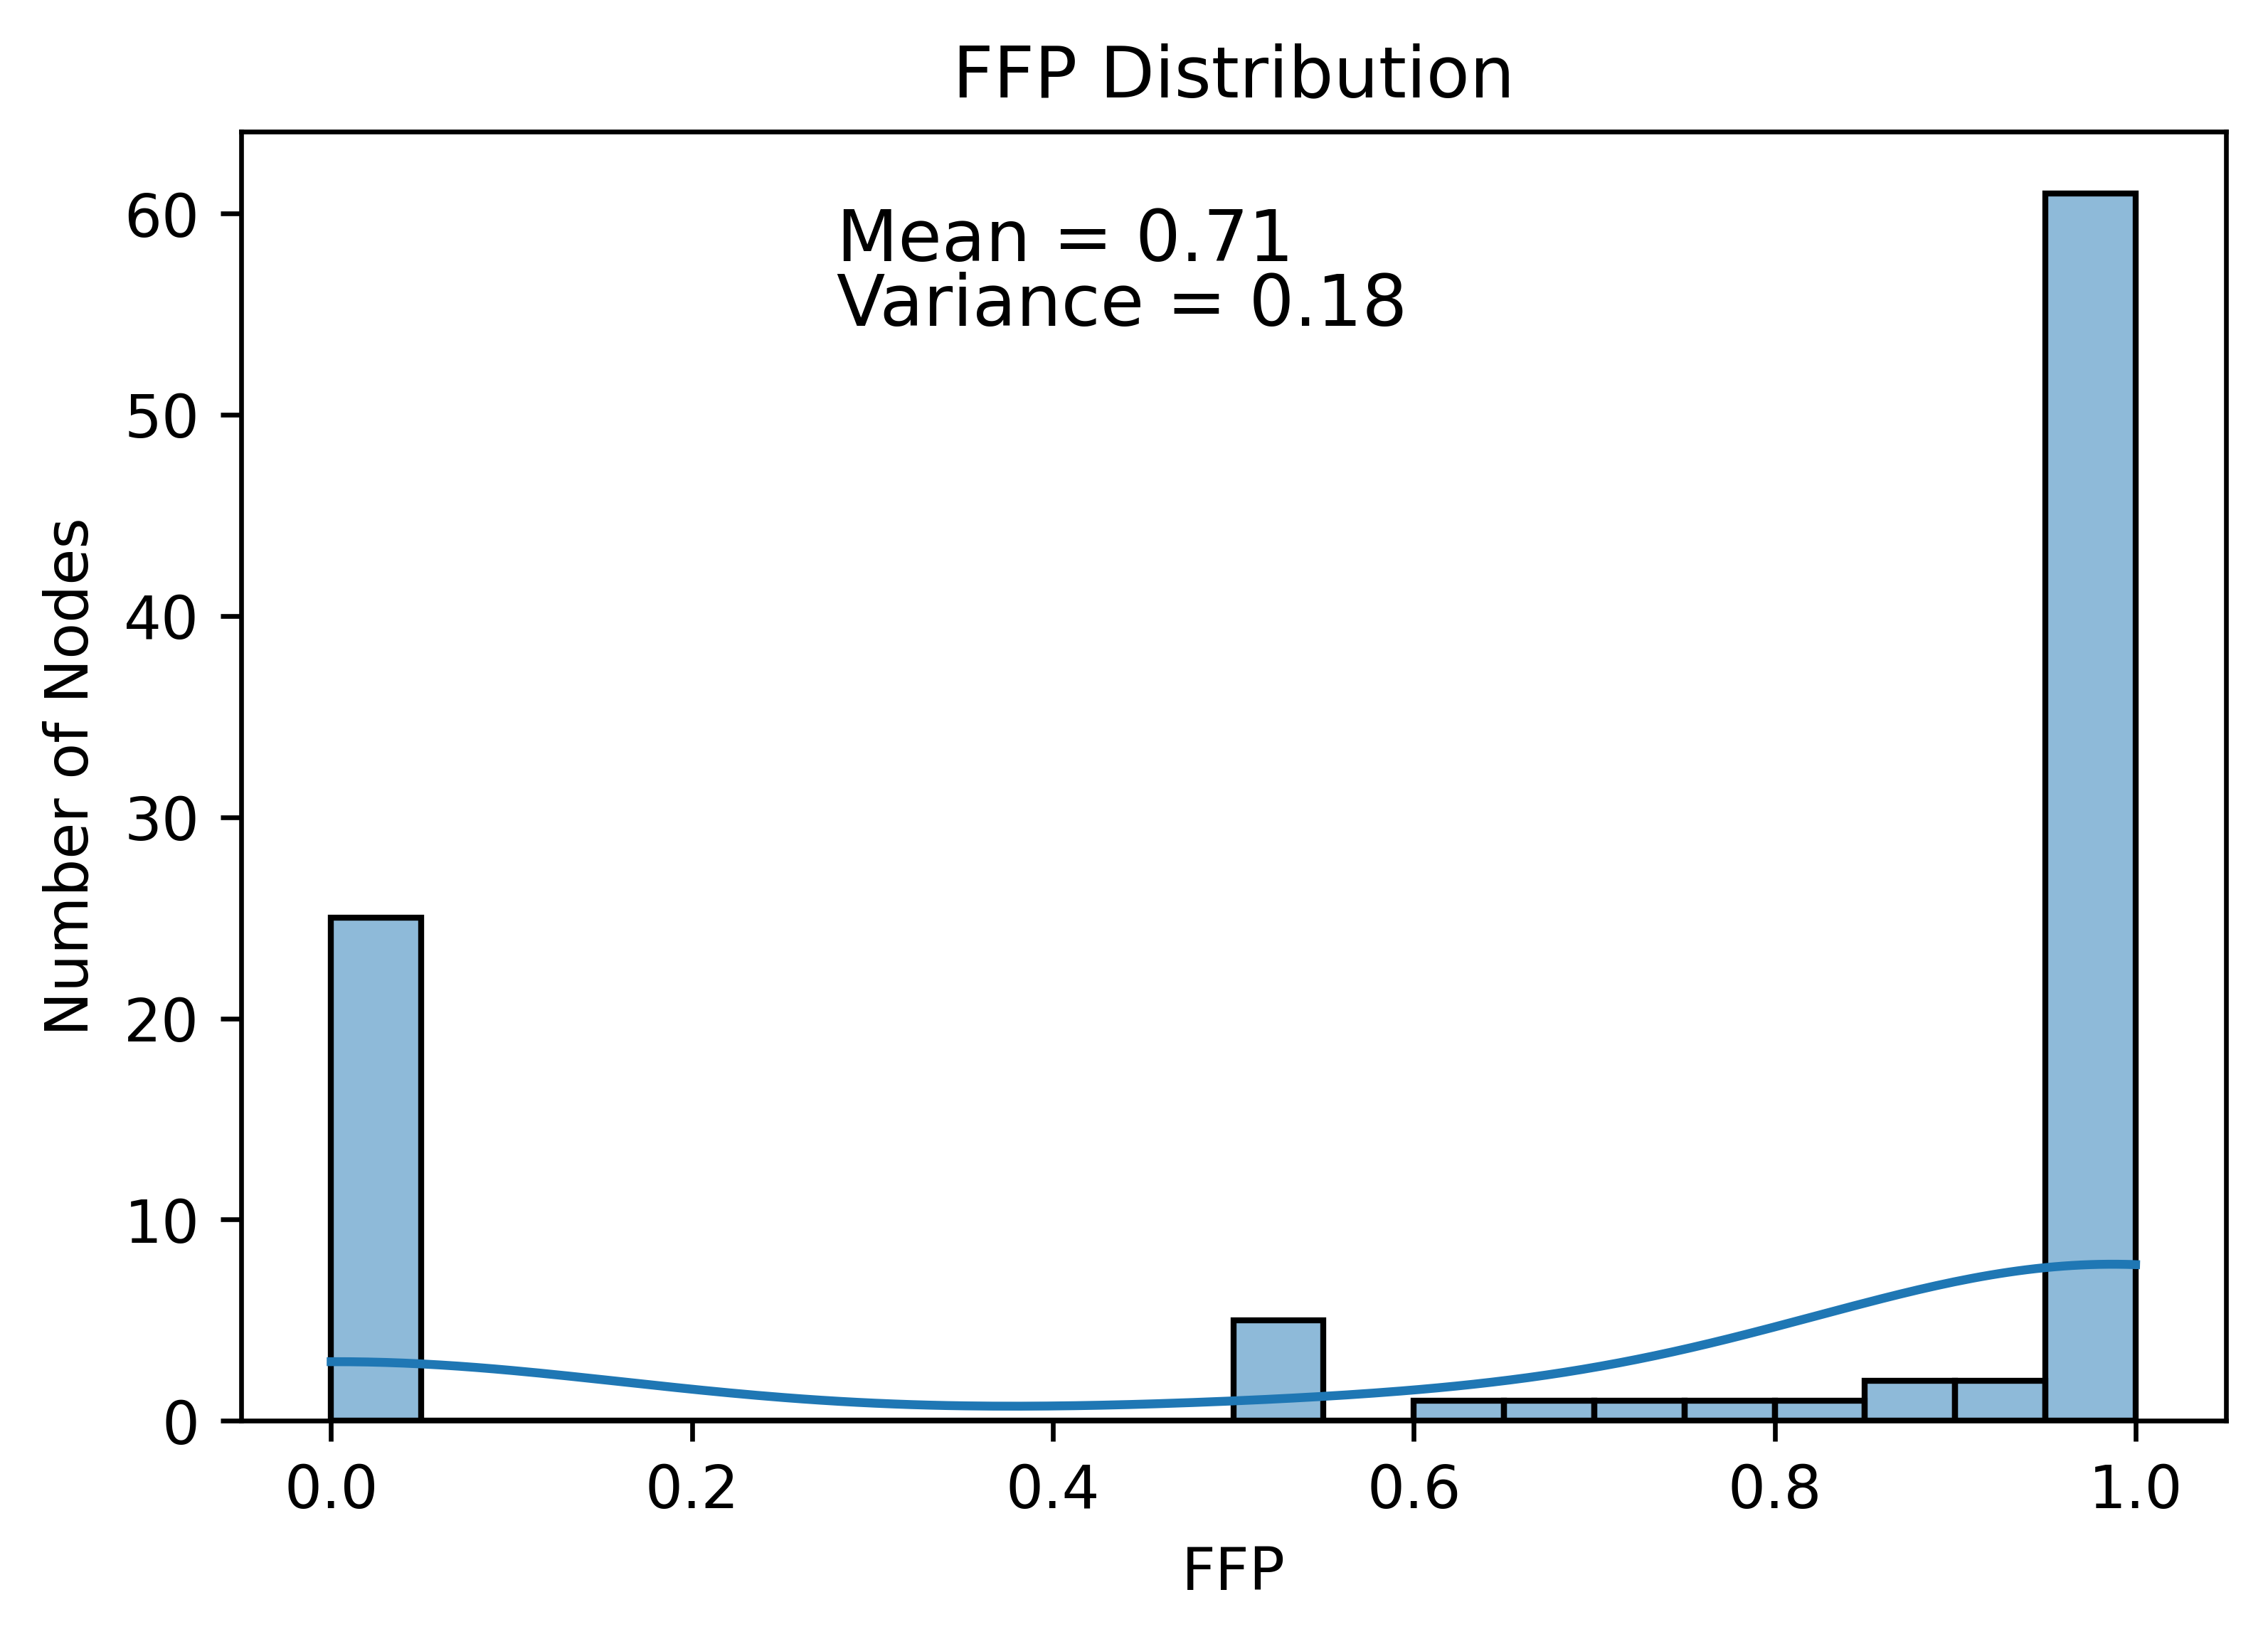 FFP Distribution
Mean = 0.71
Variance = 0.18
Number of Nodes
60
50
40
30
20
10
0
0.0 0.2 0.4 0.6 0.8 1.0
FFP